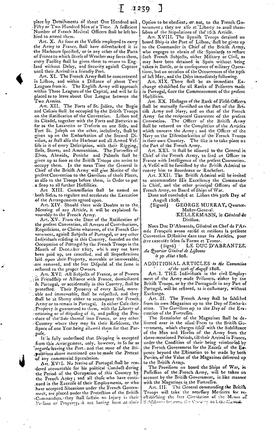 [ 1259 ]
place by Detachments of about One Hundred and
Fifty or Two Hundred Men at a Time. A sufficient
Number of French Medical Officers shall be left behind
to attend them.
Art. X. As fast as the Vessels employed to carry
the Army to France, shall have disembarked it in
the Harbours specified, or in any other of the Ports
of France to which stress of Weather may force them,
every Facility shall be given them to return to England
without Delay, and Security against Capture
until their Arrival in a friendly Port.
Art. XI. The French Army shall be concentrated
in Lisbon, and within a Distance of about Two
Leagues from it. The English Army will approach
within Three Leagues of the Capital, and will be so
placed as to leave about One League between the
Two Armies.
Art. XII. The Forts of St. Julien, the Bugio
and Cascais shall be occupied by the British Troops
on the Ratification of the Convention. Lisbon and
its Citadel, together with the Forts and Batteries as
far as the Lazaretto or Trafaria on one Side, and
Fort St. Joseph on the other, inclusively, shall be
given up on the Embarkation of the Second Division,
as shall also the Harbour and all Armed Vessels
in it of every Description, with their Rigging,
Sails, Stores, and Ammunition. The Fortresses of
Elvas, Almeida, Peniche and Palmela shall be
given up as soon as the British Troops can arrive to
occupy them. In the mean time the General in
Chief of the British Army will give Notice of the
present Convention to the Garrisons of those Places,
as also to the Troops before them, in Order to put
a Stop to all further Hostilities.
Art. XIII. Commissaries shall be named on
both Sides, to regulate and accelerate the Execution
of the Arrangements agreed upon.
Art. XIV. Should there arise Doubts as to the
Meaning of any Article, it will be explained favourably
to the French Army.
Art. XV. From the Date of the Ratification of
the present Convention, all Arrears of Contributions,
Requisitions, or Claims whatever, of the French Government,
against Subjects of Portugal, or any other
Individuals residing in this Country, founded on the
Occupation of Portugal by the French Troops in the
Month of December 1807, which may not have
been paid up, are cancelled, and all Sequestrations
laid upon their Property, moveable or immoveable,
are removed, and the free Disposal of the same is
restored to the proper Owners.
Art. XVI. All Subjects of France, or of Powers
in Friendship or Alliance with France, domiciliated
in Portugal, or accidentally in this Country, shall be
protected. Their Property of every Kind, moveable
and immoveable, shall be respected, and they
shall be at liberty either to accompany the French
Army or to remain in Portugal. In either Case their
Property is guaranteed to them, with the Liberty of
retaining or of disposing of it, and passing the Produce
of the Sale thereof into France, or any other
Country where they may fix their Residence, the
Space of one Year being allowed them for that Purpose.
It is fully understood that Shipping is excepted
from this Arrangement, only, however, in so far as
regards leaving the Port; and that none of the Stipulations
above mentioned can be made the Pretext
of any commercial Speculation.
Art. XVII. No Native of Portugal shall be rendered
accountable for his political Conduct during
the Period of the Occupation of this Country by
the French Army; and all those who have continued
in the Exercise of their Employments, or who
have accepted Situations under the French Government,
are placed under the Protection of the British
Commanders; they shall sustain no Injury in their
Persons or Property, it not having been at their
Option to be obedient, or not, to the French Government;
they are also at Liberty to avail themselves
of the Stipulations of the 16th Article.
Art. XVIII. The Spanish Troops detained on
board Ship in the Port of Lisbon, shall be given up
to the Commander in Chief of the British Army,
who engages to obtain of the Spaniards to restore
such French Subjects, either Military or Civil, as
may have been detained in Spain without being
taken in Battle, or in consequence of military Operations,
but on occasion of the Occurrences of the 29th
of last May, and the Days immediately following.
Art. XIX. There shall be an immediate Exchange
established for all Ranks of Prisoners made
in Portugal, since the Commencement of the present
Hostilities.
Art. XX. Hostages of the Rank of Field Officers
shall be mutually furnished on the Part of the British
Army and Navy, and on that of the French
Army, for the reciprocal Guarantee of the present
Convention. The Officer of the British Army
shall be restored on the Completion of the Articles
which concern the Army; and the Officer of the
Navy on the Disembarkation of the French Troops
in their own Country. The like is to take place on
the Part of the French Army.
Art. XXI. It shall be allowed to the General in
Chief of the French Army, to send an Officer to
France with Intelligence of the present Convention.
A Vessel will be furnished by the British Admiral to
convey him to Bourdeaux or Rochefort.
Art. XXII. The British Admiral will be invited
to accommodate His Excellency the Commander
in Chief, and the other principal Officers of the
French Army, on Board of Ships of War.
Done and concluded at Lisbon this 30th Day of
August 1808.
(Signed) GEORGE MURRAY, Quarter-
Master-General.
KELLERMANN, le Général de
Division.
Nous Duc D'Abrantés, Général en Chef de l'Armée
Française avons ratifié et ratifions la présente
Convention Définitive dans tous ses Articles, pour
être exécutée selon sa Forme et Teneur.
(Signé) LE DUC D'ABRANTES.
Au Quartier Général de Lisbonne
le 30 Août 1808.
ADDITIONAL ARTICLES to the CONVENTION
of the 30th of August 1808.
Art. I. THE Individuals in the civil Employment
of the Army made Prisoners either by the
British Troops, or by the Portuguese in any Part of
Portugal, will be restored, as is customary, without
Exchange.
Art. II. The French Army shall be subsisted
from its own Magazines up to the Day of Embarkation.
The Garrisons up to the Day of the Evacuation
of the Fortresses.
The Remainder of the Magazines shall be delivered
over in the usual Form to the British Government,
which charges itself with the Subsistence
of the Men and Horses of the Army from the
above-mentioned Periods, till their Arrival in France,
under the Condition of their being reimbursed by
the French Government for the Excess of the Expence
beyond the Estimation to be made by both
Parties, of the Value of the Magazines delivered up
to the British Army.
The Provisions on board the Ships of War, in
Possession of the French Army, will be taken on
Account by the British Government, in like Manner
with the Magazines in the Fortresses.
Art. III. The General commanding the British
Troops will take the necessary Measures for re-establishing
the free Circulation of the Means of